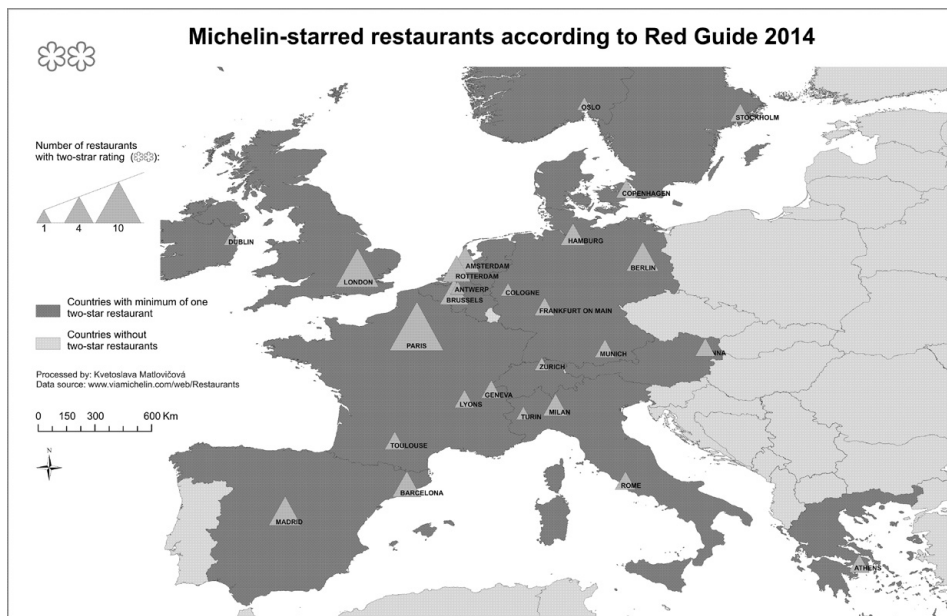 Michelin-starred restaurants according to Red Guide 2014
Number of restaurants
with two-strar rating
1 4 10
Countries with minimum of one
two-star restaurant
Countries without
two-star restaurants
Processed by: Kvetoslava Matlovičová
Data source: www.viamichelin.com/web/Restaurants
0 150 300 600 Km
N
OSLO
STOCKHOLM
COPENHAGEN
DUBLIN
HAMBURG
LONDON
AMSTERDAM
BERLIN
ROTTERDAM
ANTWERP
COLOGNE
BRUSSELS
FRANKFURT ON MAIN
PARIS
MUNICH
NNA
ZURICH
GENEVA
LYONS
TURIN
MILAN
TOULOUSE
BARCELONA
ROME
MADRID
ATHENS